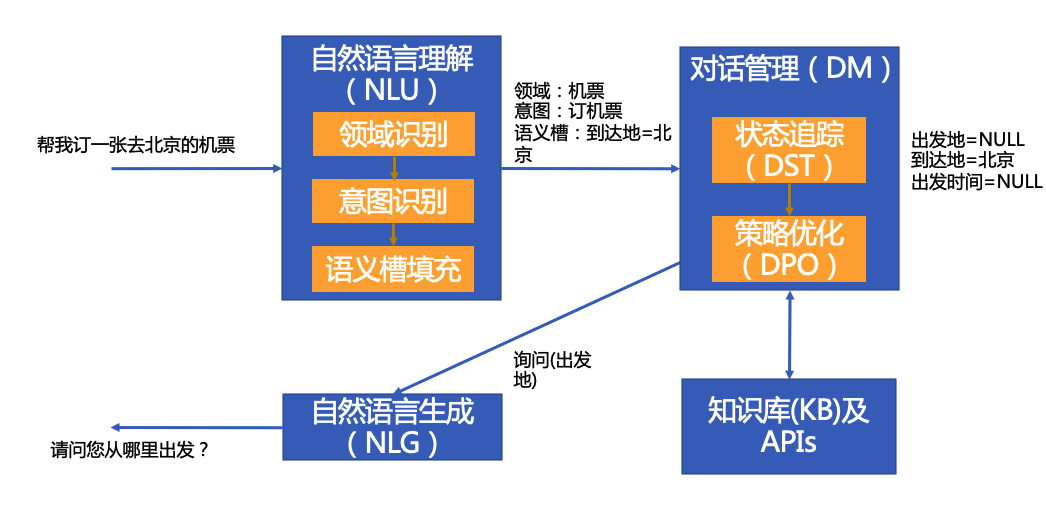 帮我订一张去北京的机票
自然语言理解
（NLU）
领域识别
意图识别
语义槽填充
领域：机票
意图：订机票
语义槽：到达地=北
京
对话管理（DM）
状态追踪
（DST）
策略优化
（DPO）
出发地=NULL
到达地=北京
出发时间=NULL
询问(出发
地)
知识库(KB)及
APIs
自然语言生成
（NLG）
请问您从哪里出发？